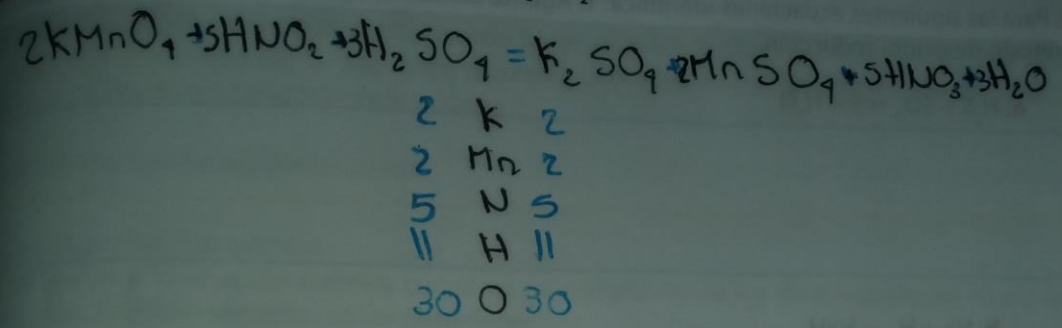 2KMnO₄ +5HNO₂ +3H₂SO₄ = K₂SO₄ +2MnSO₄ + 5HNO₃ +3H₂O
2 K 2
2 Mn 2
5 N 5
11 H 11
30 O 30